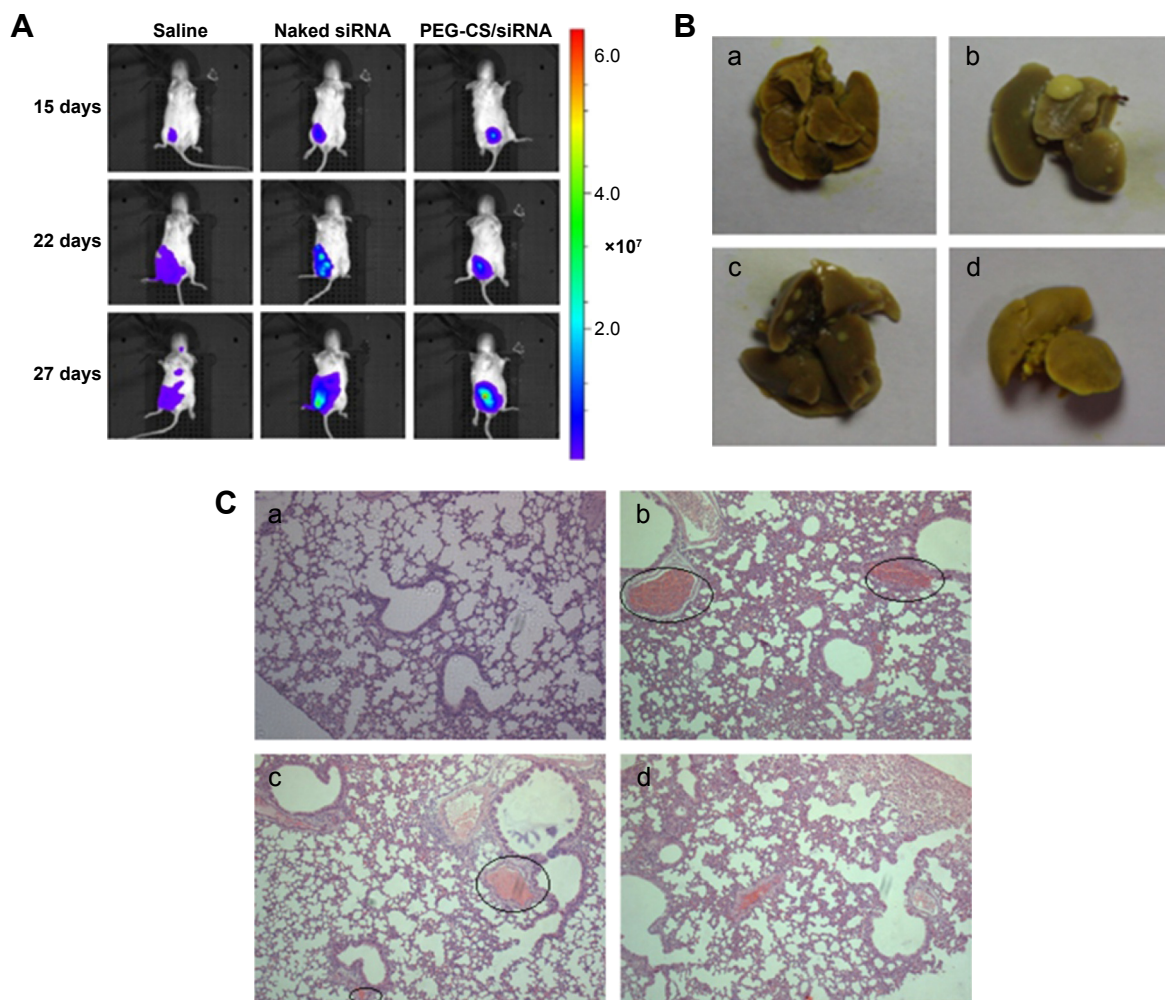 A
Saline
Naked siRNA
PEG-CS/siRNA
15 days
22 days
27 days
6.0
4.0
×10⁷
2.0
B
a
b
c
d
C
a
b
c
d